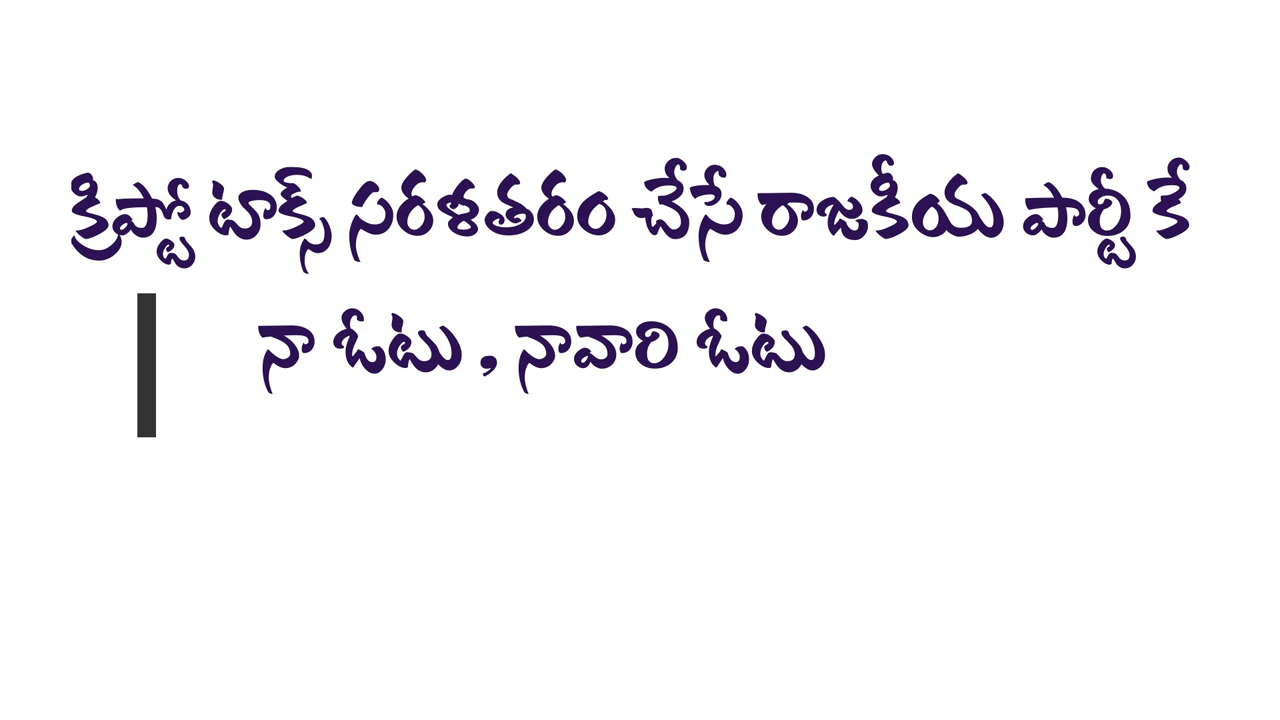 క్రిప్టో టాక్స్ సరళతరం చేసే రాజకీయ పార్టీ కే
నా ఓటు , నావారి ఓటు